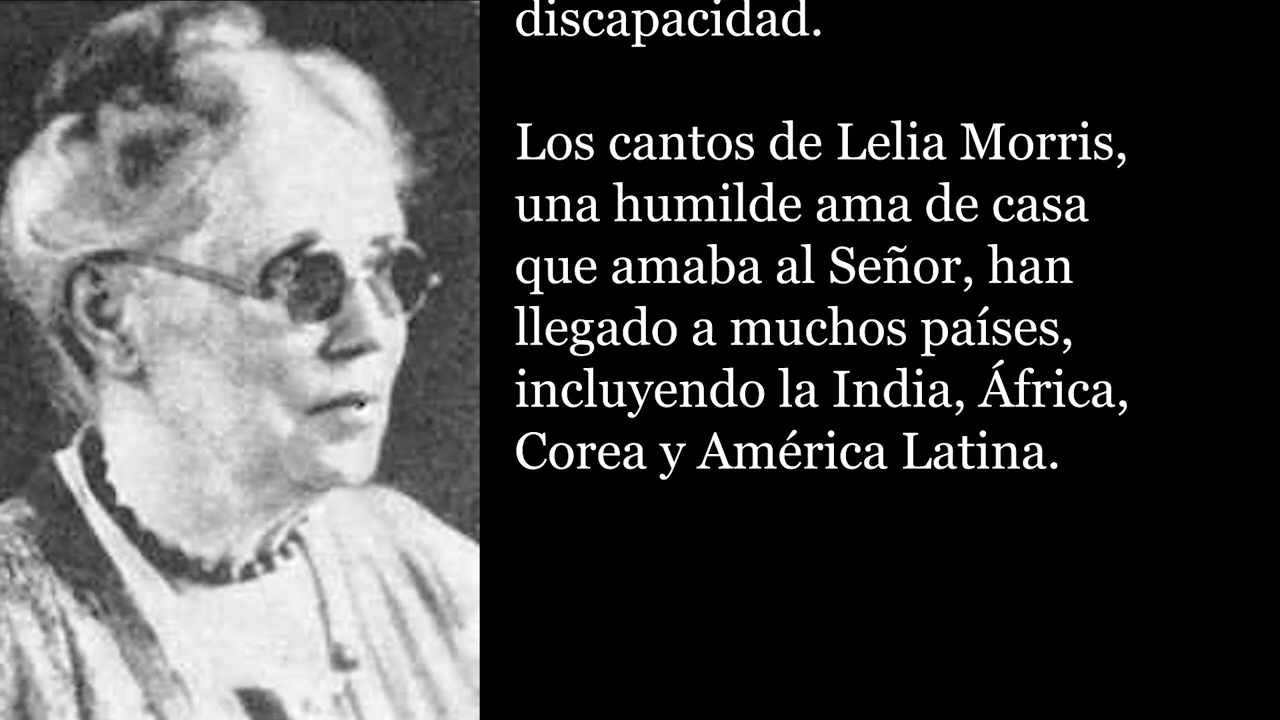 discapacidad.
Los cantos de Lelia Morris,
una humilde ama de casa
que amaba al Señor, han
llegado a muchos países,
incluyendo la India, África,
Corea y América Latina.